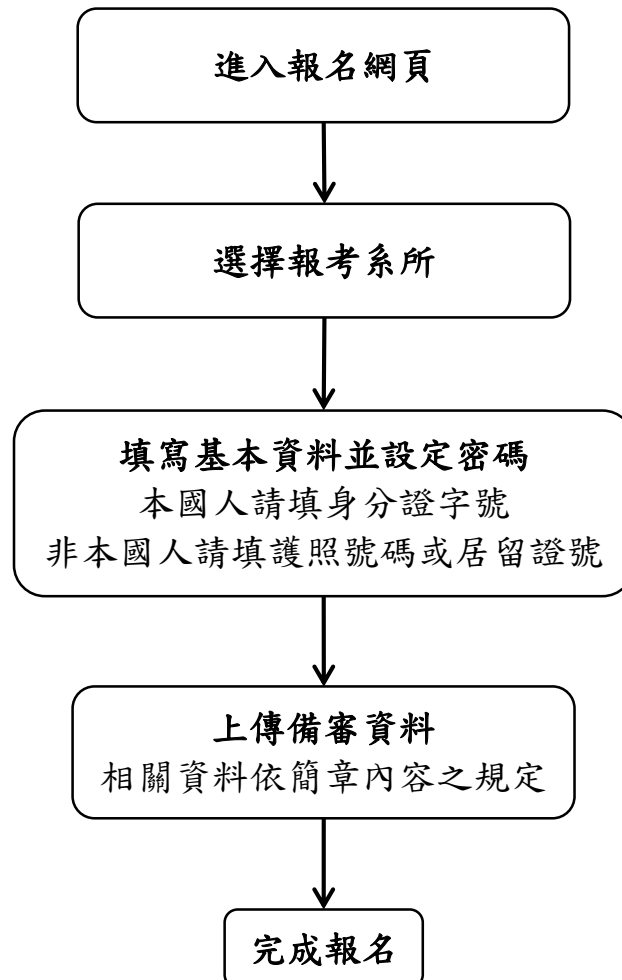 進入報名網頁
選擇報考系所
填寫基本資料並設定密碼
本國人請填身分證字號
非本國人請填護照號碼或居留證號
上傳備審資料
相關資料依簡章內容之規定
完成報名